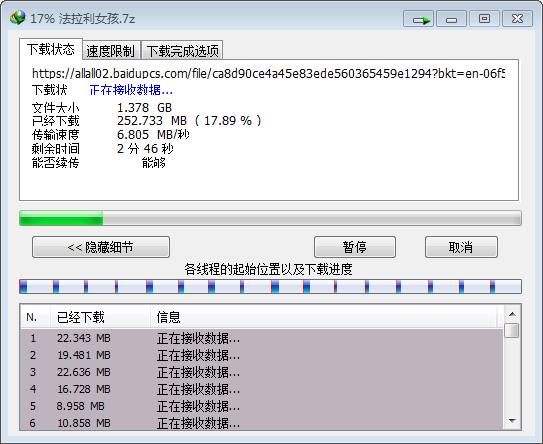 17% 法拉利女孩.7z
下载状态 速度限制 下载完成选项
https://allall02.baidupcs.com/file/ca8d90ce4a45e83ede560365459e1294?bkt=en-06f5
下载状 正在接收数据...
文件大小 1.378 GB
已经下载 252.733 MB ( 17.89 % )
传输速度 6.805 MB/秒
剩余时间 2 分 46 秒
能否续传 能够
<< 隐藏细节 暂停 取消
各线程的起始位置以及下载进度
N. 已经下载 信息
1 22.343 MB 正在接收数据...
2 19.481 MB 正在接收数据...
3 22.636 MB 正在接收数据...
4 16.728 MB 正在接收数据...
5 8.958 MB 正在接收数据...
6 10.858 MB 正在接收数据...